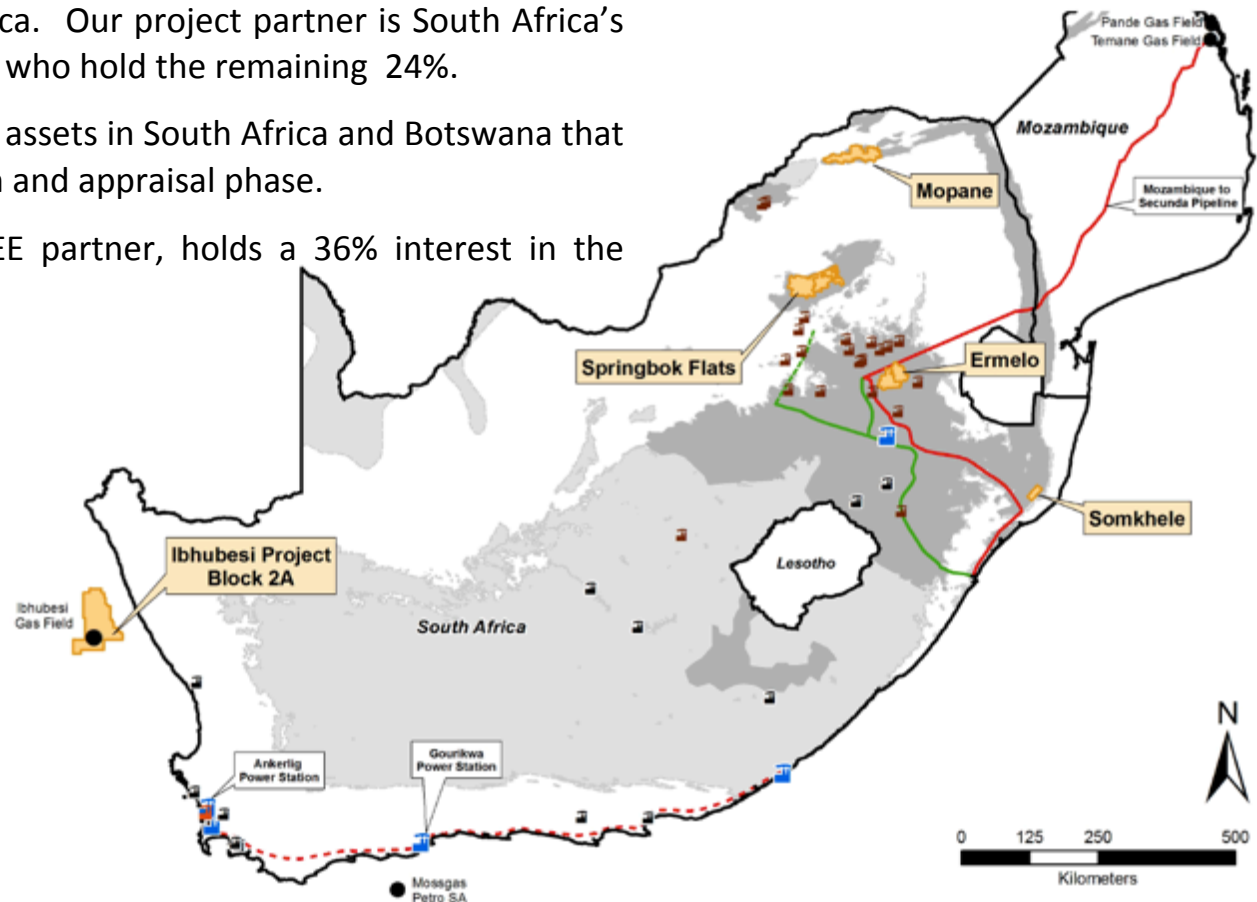 ca. Our project partner is South Africa's
who hold the remaining 24%.
assets in South Africa and Botswana that
and appraisal phase.
EE partner, holds a 36% interest in the
Pande Gas Field
Temane Gas Field
Mozambique
Mozambique to
Secunda Pipeline
Mopane
Springbok Flats
Ermelo
Somkhele
Ibhubesi Project
Block 2A
Ibhubesi
Gas Field
Lesotho
South Africa
Ankerlig
Power Station
Gourikwa
Power Station
Mossgas
Petro SA
N
0 125 250 500
Kilometers